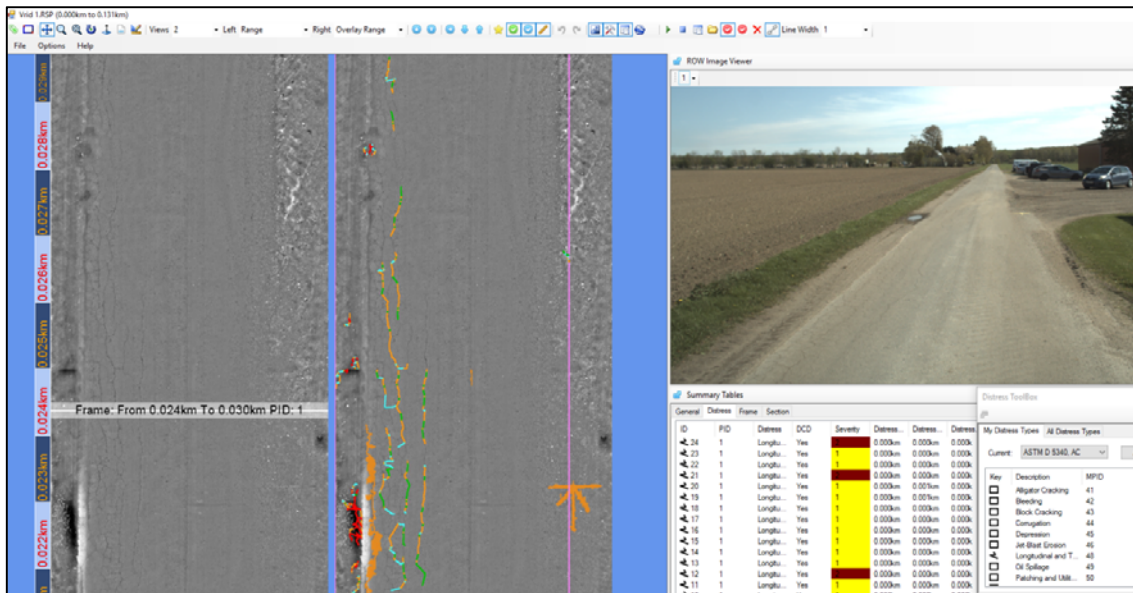 Vrid 1.RSP (0.000km to 0.131km)
Views 2 Left Range Right Overlay Range Line Width 1
File Options Help
ROW Image Viewer
1
0.029km
0.028km
0.027km
0.026km
0.025km
0.024km
0.023km
0.022km
Frame: From 0.024km To 0.030km PID: 1
Summary Tables
General Distress Frame Section
ID PID Distress DCD Severity Distress... Distress... Distress
24 1 Longitu... Yes 0.000km 0.000km 0.000k
23 1 Longitu... Yes 1 0.000km 0.000km 0.000k
22 1 Longitu... Yes 1 0.000km 0.000km 0.000k
21 1 Longitu... Yes 0.000km 0.000km 0.000k
20 1 Longitu... Yes 1 0.000km 0.001km 0.000k
19 1 Longitu... Yes 1 0.000km 0.001km 0.000k
18 1 Longitu... Yes 1 0.000km 0.000km 0.000k
17 1 Longitu... Yes 1 0.000km 0.000km 0.000k
16 1 Longitu... Yes 1 0.000km 0.000km 0.000k
15 1 Longitu... Yes 1 0.000km 0.000km 0.000k
14 1 Longitu... Yes 1 0.000km 0.000km 0.000k
13 1 Longitu... Yes 1 0.000km 0.000km 0.000k
12 1 Longitu... Yes 0.000km 0.000km 0.000k
11 1 Longitu... Yes 1 0.000km 0.000km 0.000k
Distress ToolBox
My Distress Types All Distress Types
Current: ASTM D 5340, AC
Key Description MPID
Alligator Cracking 41
Bleeding 42
Block Cracking 43
Corrugation 44
Depression 45
Jet-Blast Erosion 46
Longitudinal and T... 48
Oil Spillage 49
Patching and Utilit... 50